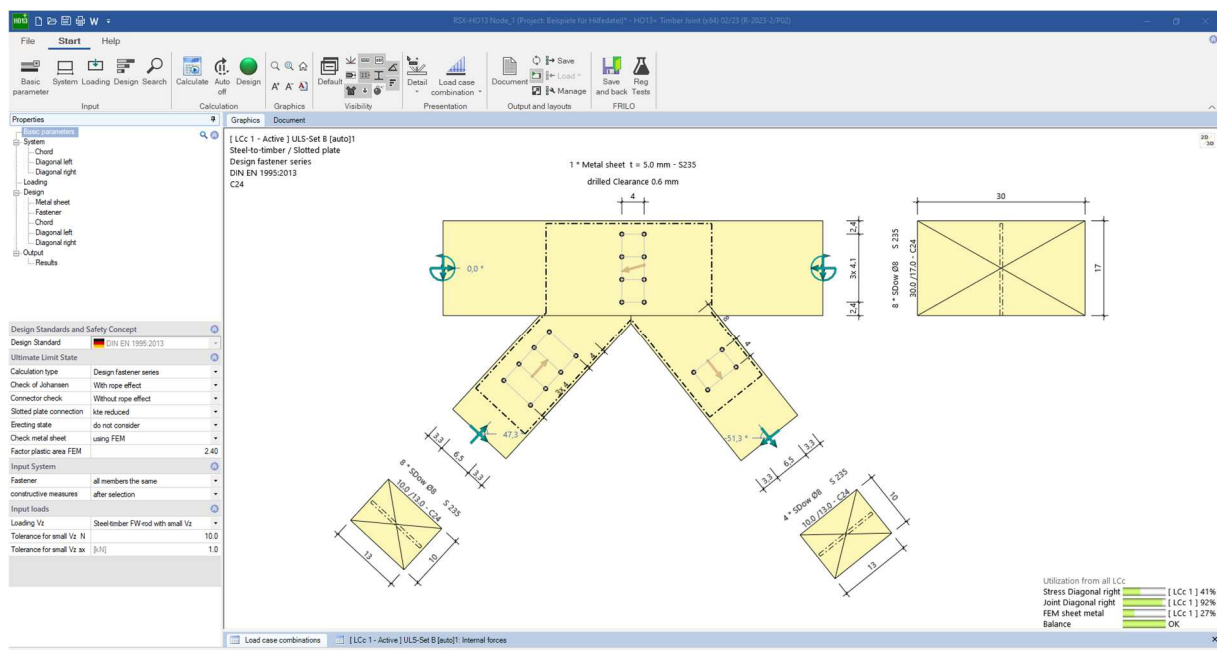 HO13
W
RSX-HO13 Node_1 (Project: Beispiele für Hilfedatei)* - HO13+ Timber Joint (x64) 02/23 (R-2023-2/P02)
File Start Help
Basic parameter
System
Loading
Design
Search
Calculate
Auto off
Design
Default
Detail
Load case combination
Document
Save
Load
Manage
Save and back
Reg Tests
Input
Calculation
Graphics
Visibility
Presentation
Output and layouts
FRILO
Properties
Graphics Document
Basic parameters
System
Chord
Diagonal left
Diagonal right
Loading
Design
Metal sheet
Fastener
Chord
Diagonal left
Diagonal right
Output
Results
Design Standards and Safety Concept
Design Standard DIN EN 1995:2013
Ultimate Limit State
Calculation type Design fastener series
Check of Johansen With rope effect
Connector check Without rope effect
Slotted plate connection kte reduced
Erecting state do not consider
Check metal sheet using FEM
Factor plastic area FEM 2.40
Input System
Fastener all members the same
constructive measures after selection
Input loads
Loading Vz Steel-timber FW-rod with small Vz
Tolerance for small Vz N 10.0
Tolerance for small Vz ax [kN] 1.0
[ LCc 1 - Active ] ULS-Set B [auto]1
Steel-to-timber / Slotted plate
Design fastener series
DIN EN 1995:2013
C24
1 * Metal sheet t = 5.0 mm - S235
drilled Clearance 0.6 mm
2D
3D
4
30
0,0 °
2,4
3x 4,1
2,4
8 * SDow Ø8 S 235
30.0 /17.0 - C24
17
8
4
4
3x 4
47,3
-51,3 °
3,3
6,5
3,3
3,3
6,5
3,3
8 * SDow Ø8 S 235
10.0 /13.0 - C24
13
10
4 * SDow Ø8 S 235
10.0 /13.0 - C24
10
13
Utilization from all LCc
Stress Diagonal right [ LCc 1 ] 41%
Joint Diagonal right [ LCc 1 ] 92%
FEM sheet metal [ LCc 1 ] 27%
Balance OK
Load case combinations [ LCc 1 - Active ] ULS-Set B [auto]1: Internal forces